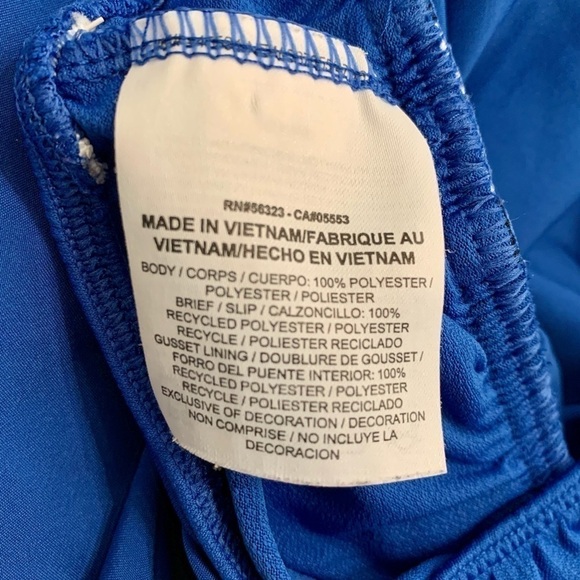 RN#56323 - CA#05553
MADE IN VIETNAM/FABRIQUE AU
VIETNAM/HECHO EN VIETNAM
BODY / CORPS / CUERPO: 100% POLYESTER /
POLYESTER / POLIESTER
BRIEF / SLIP / CALZONCILLO: 100%
RECYCLED POLYESTER / POLYESTER
RECYCLE / POLIESTER RECICLADO
GUSSET LINING / DOUBLURE DE GOUSSET /
FORRO DEL PUENTE INTERIOR: 100%
RECYCLED POLYESTER / POLYESTER
RECYCLE / POLIESTER RECICLADO
EXCLUSIVE OF DECORATION / DECORATION
NON COMPRISE / NO INCLUYE LA
DECORACION